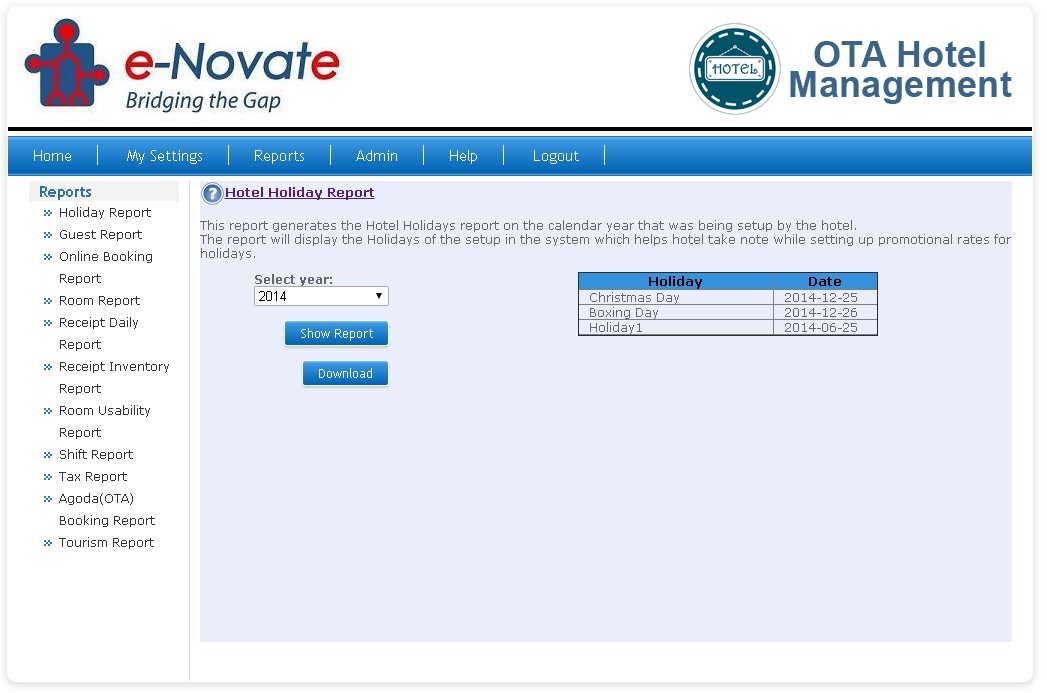 e-Novate
Bridging the Gap
HOTEL
OTA Hotel
Management
Home
My Settings
Reports
Admin
Help
Logout
Reports
Holiday Report
Guest Report
Online Booking
Report
Room Report
Receipt Daily
Report
Receipt Inventory
Report
Room Usability
Report
Shift Report
Tax Report
Agoda(OTA)
Booking Report
Tourism Report
? Hotel Holiday Report
This report generates the Hotel Holidays report on the calendar year that was being setup by the hotel.
The report will display the Holidays of the setup in the system which helps hotel take note while setting up promotional rates for
holidays.
Select year:
2014
Show Report
Download
Holiday Date
Christmas Day 2014-12-25
Boxing Day 2014-12-26
Holiday1 2014-06-25